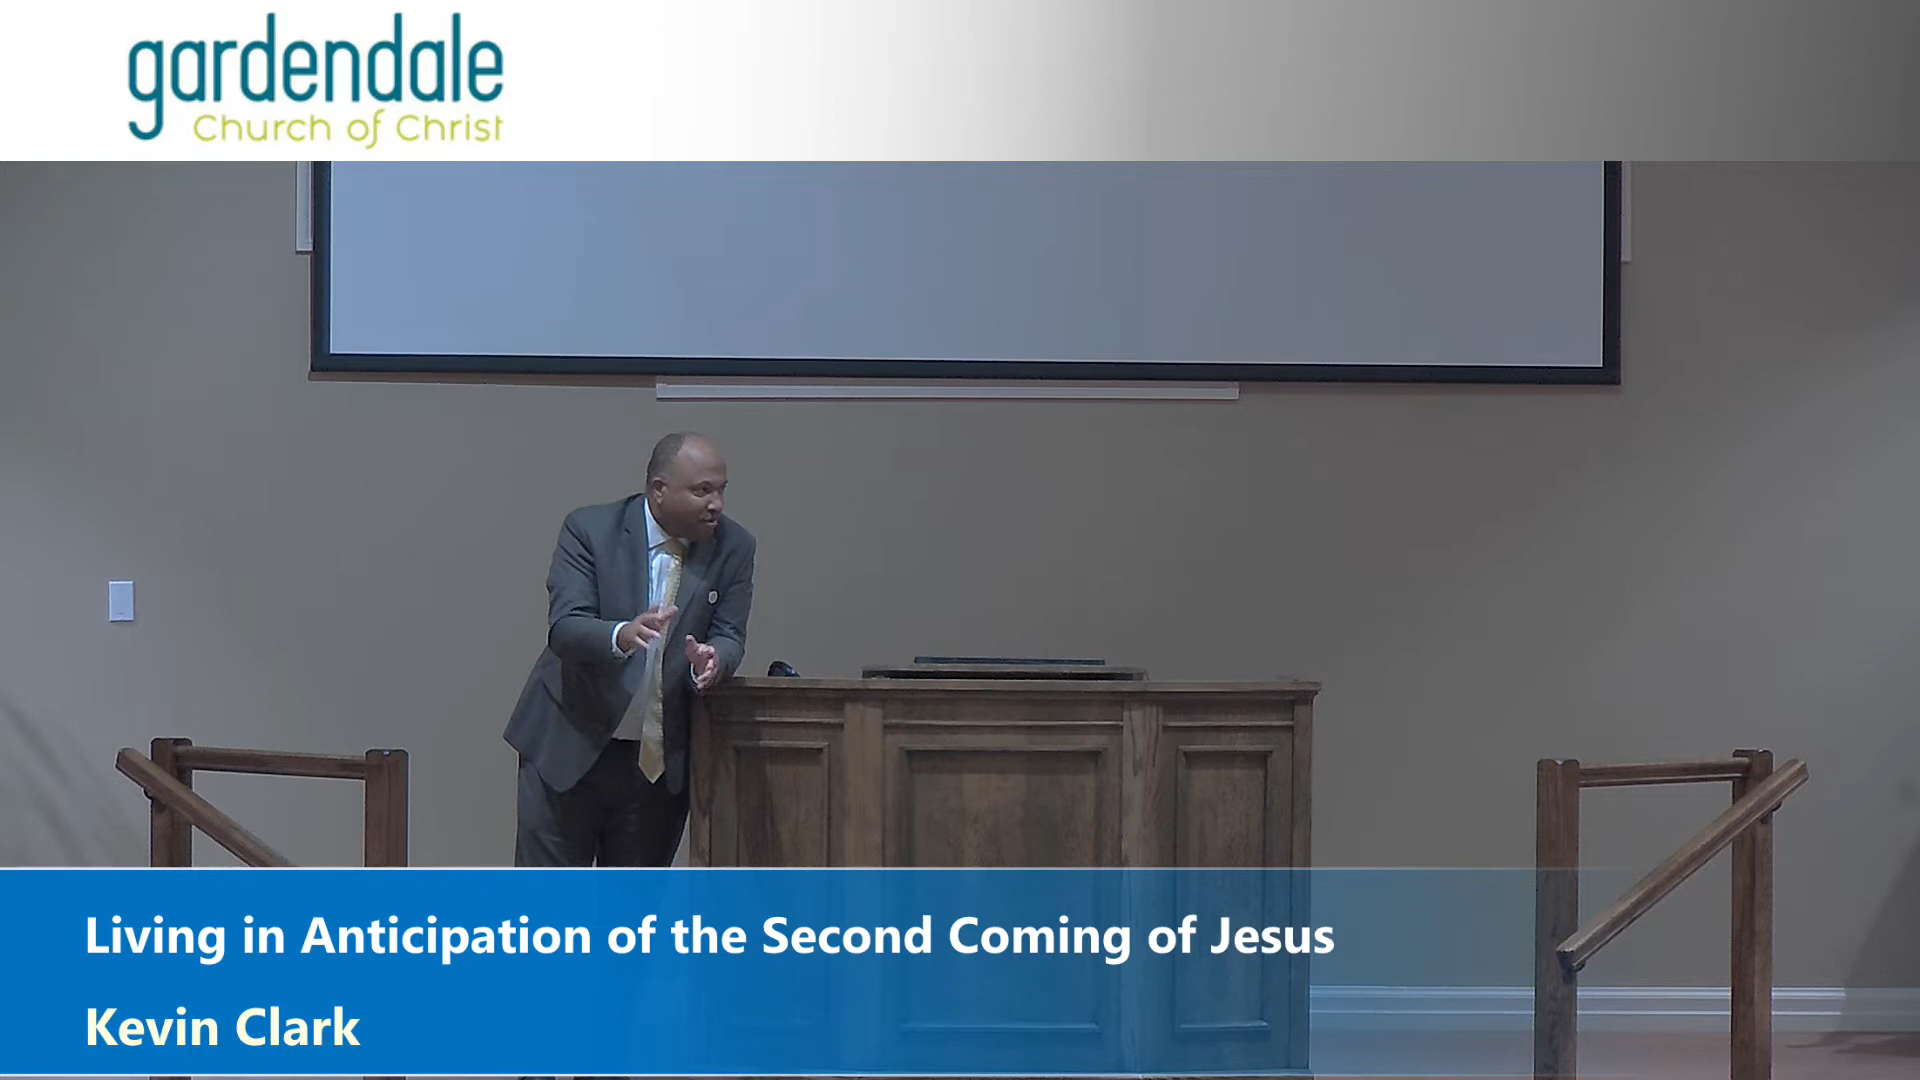 gardendale
Church of Christ
Living in Anticipation of the Second Coming of Jesus
Kevin Clark